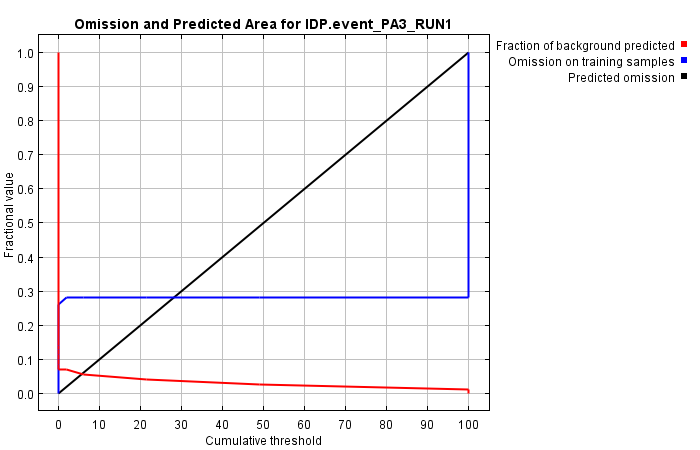 Omission and Predicted Area for IDP.event_PA3_RUN1
Fraction of background predicted
Omission on training samples
Predicted omission
Fractional value
1.0
0.9
0.8
0.7
0.6
0.5
0.4
0.3
0.2
0.1
0.0
0 10 20 30 40 50 60 70 80 90 100
Cumulative threshold